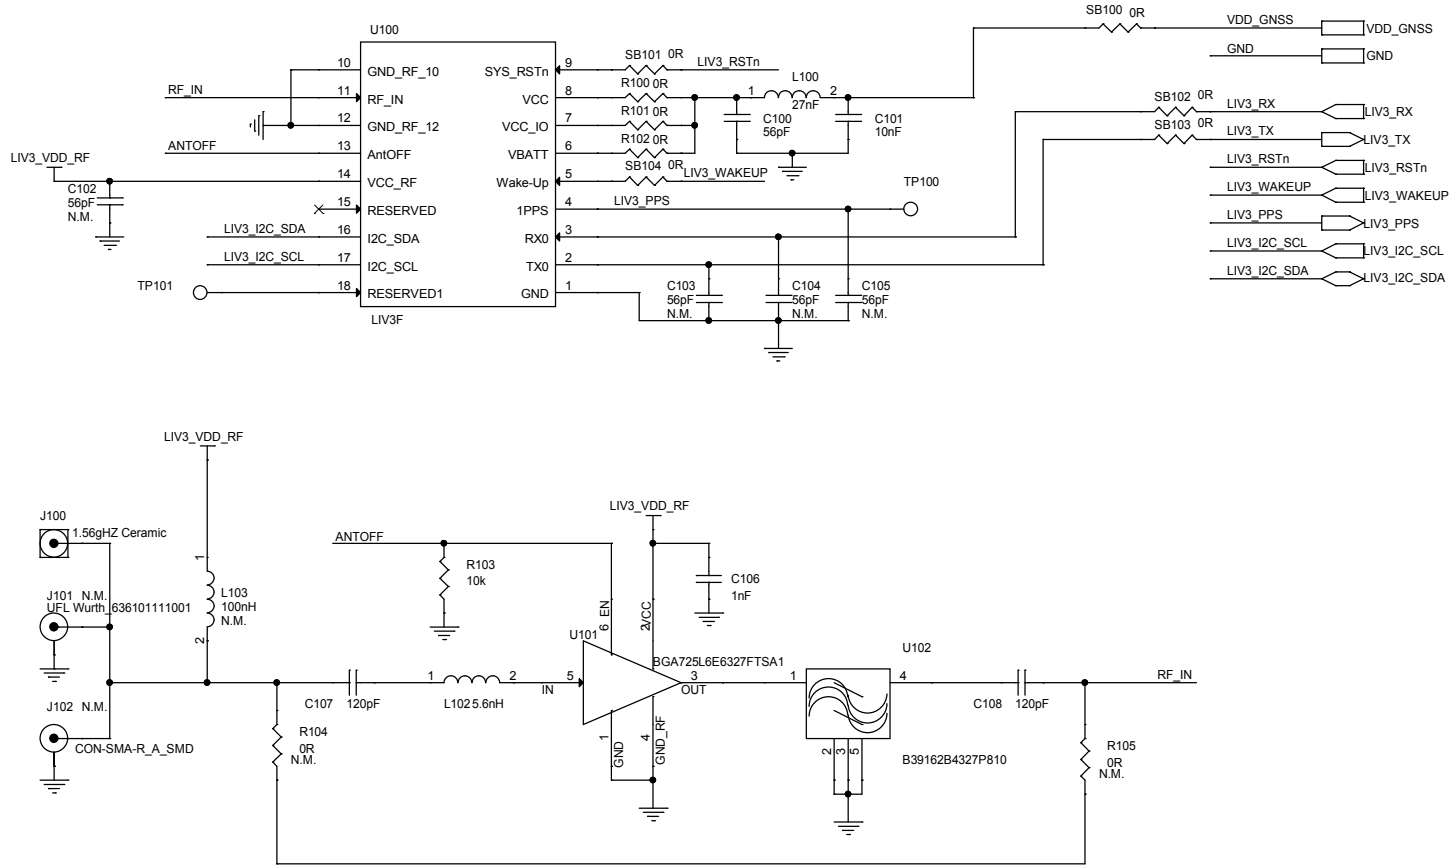 SB100 0R
VDD_GNSS
VDD_GNSS
GND
GND
U100
10 GND_RF_10
RF_IN 11 RF_IN
12 GND_RF_12
ANTOFF 13 AntOFF
LIV3_VDD_RF
14 VCC_RF
C102
56pF
N.M.
15 RESERVED
LIV3_I2C_SDA 16 I2C_SDA
LIV3_I2C_SCL 17 I2C_SCL
TP101
18 RESERVED1
LIV3F
SYS_RSTn 9 SB101 0R LIV3_RSTn
VCC 8 R100 0R
VCC_IO 7 R101 0R
VBATT 6 R102 0R
Wake-Up 5 SB104 0R LIV3_WAKEUP
1PPS 4 LIV3_PPS
RX0 3
TX0 2
GND 1
L100
1 2
27nF
C100
56pF
C101
10nF
TP100
C103
56pF
N.M.
C104
56pF
N.M.
C105
56pF
N.M.
SB102 0R LIV3_RX LIV3_RX
SB103 0R LIV3_TX LIV3_TX
LIV3_RSTn LIV3_RSTn
LIV3_WAKEUP LIV3_WAKEUP
LIV3_PPS LIV3_PPS
LIV3_I2C_SCL LIV3_I2C_SCL
LIV3_I2C_SDA LIV3_I2C_SDA
LIV3_VDD_RF
J100
1.56gHZ Ceramic
J101 N.M.
UFL Wurth_636101111001
J102 N.M.
CON-SMA-R_A_SMD
1
L103
100nH
N.M.
2
ANTOFF
R103
10k
LIV3_VDD_RF
C106
1nF
6 EN
2 VCC
U101
BGA725L6E6327FTSA1
C107 120pF
1 2
L102 5.6nH
5
IN
3
OUT
1
GND
4
GND_RF
U102
1 4
2 3 5
B39162B4327P810
C108 120pF
RF_IN
R104
0R
N.M.
R105
0R
N.M.